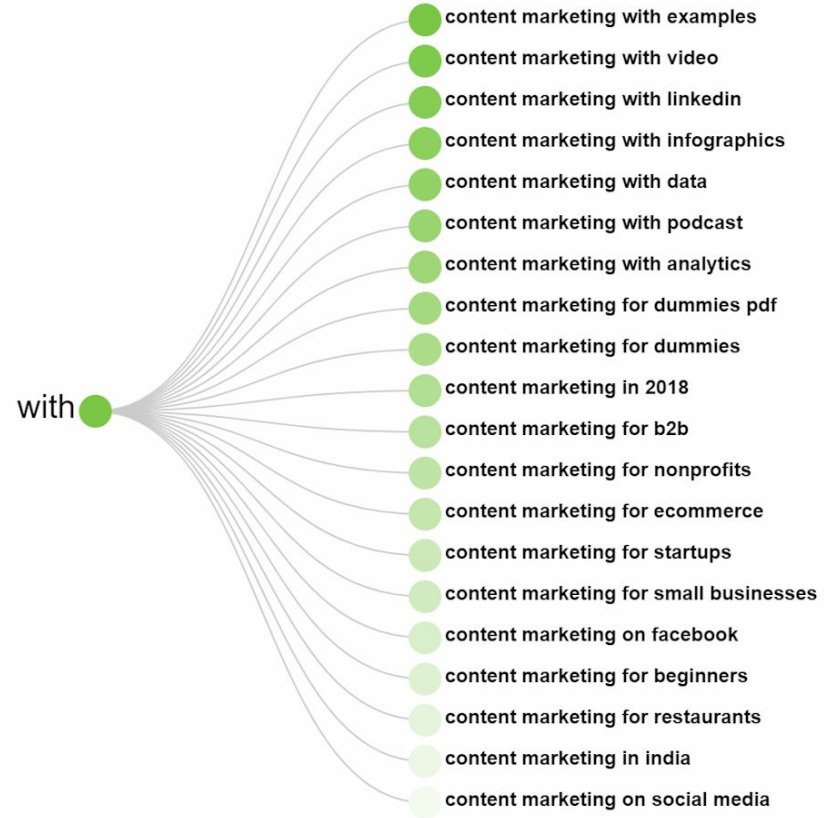 content marketing with examples
content marketing with video
content marketing with linkedin
content marketing with infographics
content marketing with data
content marketing with podcast
content marketing with analytics
content marketing for dummies pdf
content marketing for dummies
content marketing in 2018
with
content marketing for b2b
content marketing for nonprofits
content marketing for ecommerce
content marketing for startups
content marketing for small businesses
content marketing on facebook
content marketing for beginners
content marketing for restaurants
content marketing in india
content marketing on social media